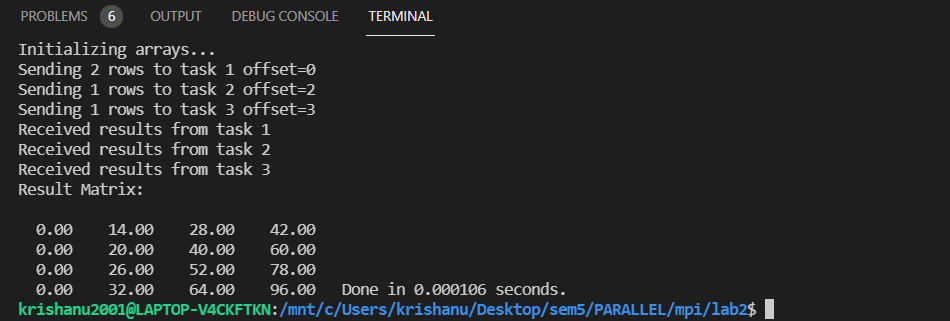 PROBLEMS 6 OUTPUT DEBUG CONSOLE TERMINAL
Initializing arrays...
Sending 2 rows to task 1 offset=0
Sending 1 rows to task 2 offset=2
Sending 1 rows to task 3 offset=3
Received results from task 1
Received results from task 2
Received results from task 3
Result Matrix:
0.00 14.00 28.00 42.00
0.00 20.00 40.00 60.00
0.00 26.00 52.00 78.00
0.00 32.00 64.00 96.00 Done in 0.000106 seconds.
krishanu2001@LAPTOP-V4CKFTKN:/mnt/c/Users/krishanu/Desktop/sem5/PARALLEL/mpi/lab2$